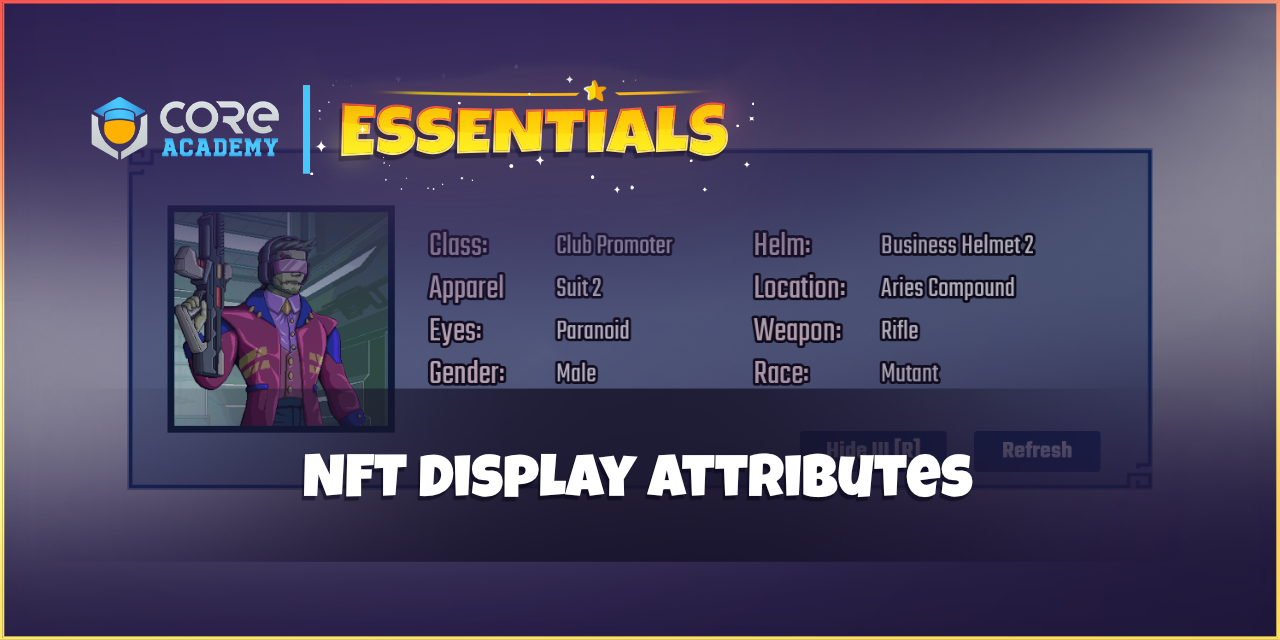 CORE
ACADEMY
ESSENTIALS
Class: Club Promoter Helm: Business Helmet 2
Apparel Suit 2 Location: Aries Compound
Eyes: Paranoid Weapon: Rifle
Gender: Male Race: Mutant
Hide UI [R] Refresh
NFT DISPLAY ATTRIBUTES